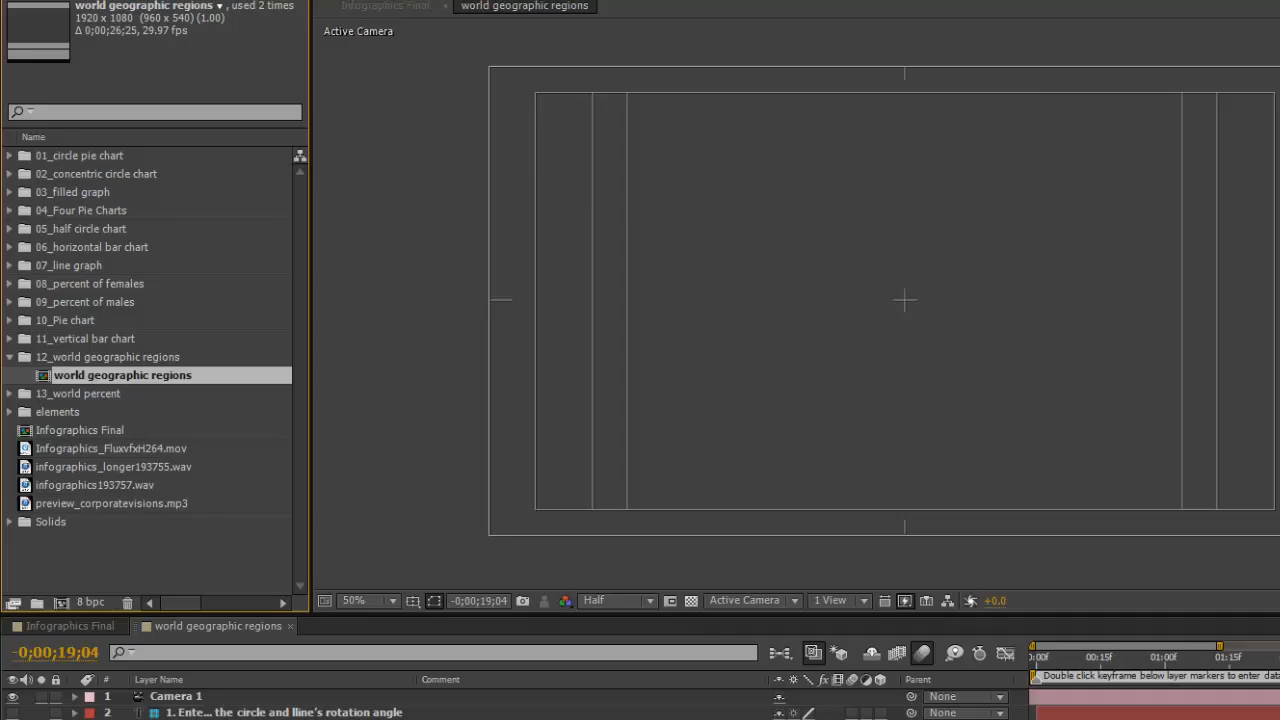 world geographic regions ▾ , used 2 times
1920 x 1080 (960 x 540) (1.00)
Δ 0;00;26;25, 29.97 fps
Infographics Final
world geographic regions
Active Camera
Name
01_circle pie chart
02_concentric circle chart
03_filled graph
04_Four Pie Charts
05_half circle chart
06_horizontal bar chart
07_line graph
08_percent of females
09_percent of males
10_Pie chart
11_vertical bar chart
12_world geographic regions
world geographic regions
13_world percent
elements
Infographics Final
Infographics_FluxvfxH264.mov
infographics_longer193755.wav
infographics193757.wav
preview_corporatevisions.mp3
Solids
8 bpc
50%
-0;00;19;04
Half
Active Camera
1 View
+0.0
Infographics Final
world geographic regions ×
-0;00;19;04
0:00f 00:15f 01:00f 01:15f
# Layer Name Comment Parent
Double click keyframe below layer markers to enter data
1 Camera 1 None
2 1. Ente... the circle and lline's rotation angle None